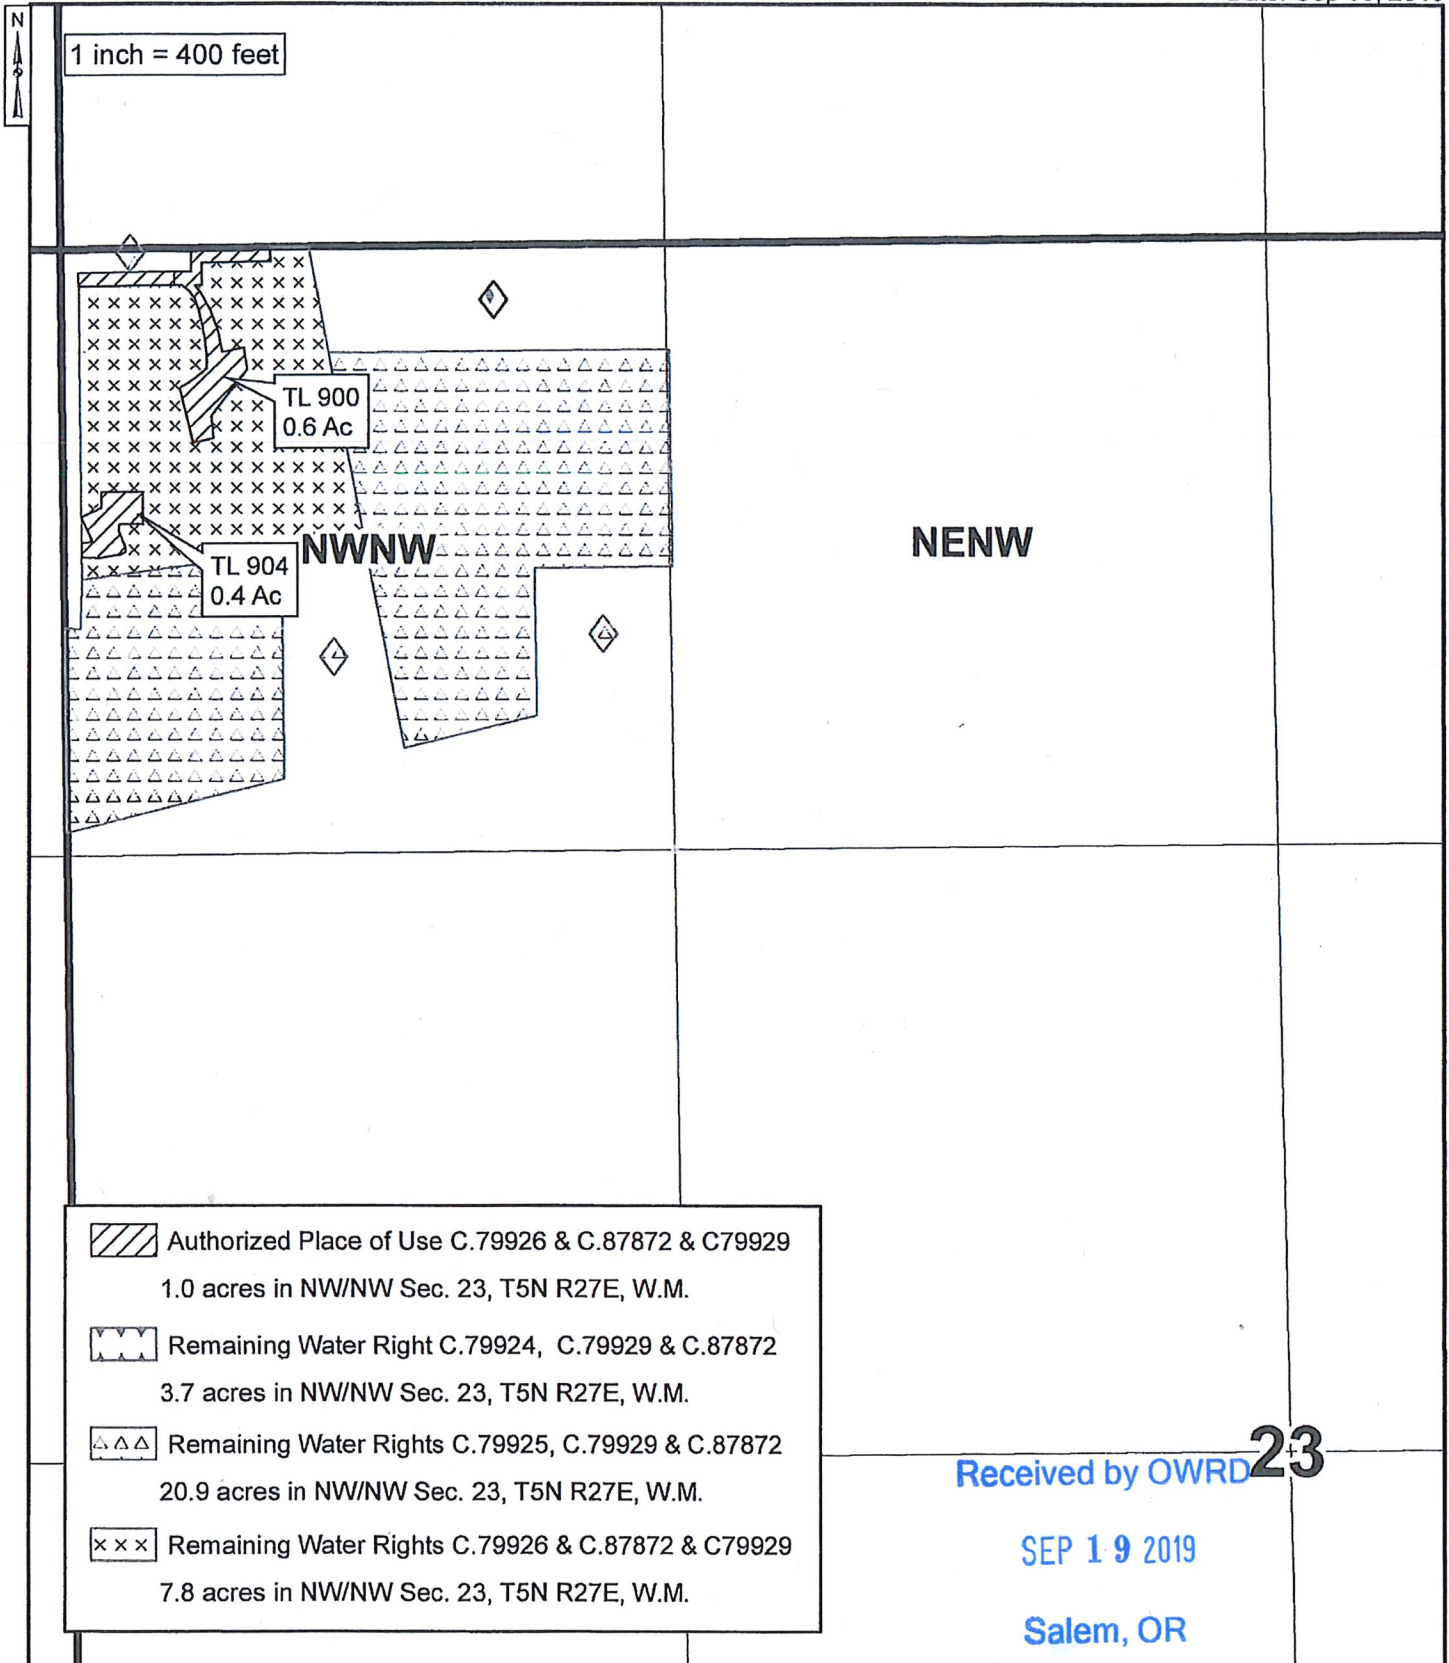 N
1 inch = 400 feet
TL 900
0.6 Ac
NWNW
NENW
TL 904
0.4 Ac
Authorized Place of Use C.79926 & C.87872 & C79929
1.0 acres in NW/NW Sec. 23, T5N R27E, W.M.
Remaining Water Right C.79924, C.79929 & C.87872
3.7 acres in NW/NW Sec. 23, T5N R27E, W.M.
Remaining Water Rights C.79925, C.79929 & C.87872
20.9 acres in NW/NW Sec. 23, T5N R27E, W.M.
Remaining Water Rights C.79926 & C.87872 & C79929
7.8 acres in NW/NW Sec. 23, T5N R27E, W.M.
23
Received by OWRD
SEP 19 2019
Salem, OR